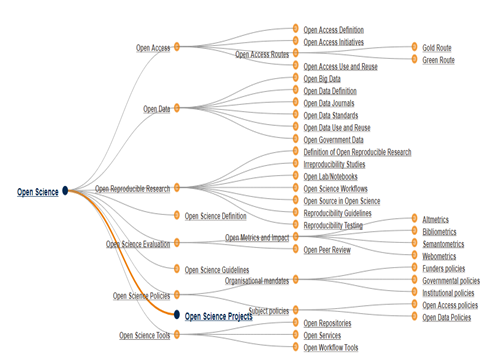 Open Science
Open Access
Open Access Definition
Open Access Initiatives
Open Access Routes
Gold Route
Green Route
Open Access Use and Reuse
Open Data
Open Big Data
Open Data Definition
Open Data Journals
Open Data Standards
Open Data Use and Reuse
Open Government Data
Open Reproducible Research
Definition of Open Reproducible Research
Irreproducibility Studies
Open Lab Notebooks
Open Science Workflows
Open Source in Open Science
Reproducibility Guidelines
Reproducibility Testing
Open Science Definition
Open Science Evaluation
Open Metrics and Impact
Altmetrics
Bibliometrics
Semantometrics
Webometrics
Open Peer Review
Open Science Guidelines
Open Science Policies
Organisational mandates
Funders policies
Governmental policies
Institutional policies
Subject policies
Open Access policies
Open Data Policies
Open Science Projects
Open Science Tools
Open Repositories
Open Services
Open Workflow Tools